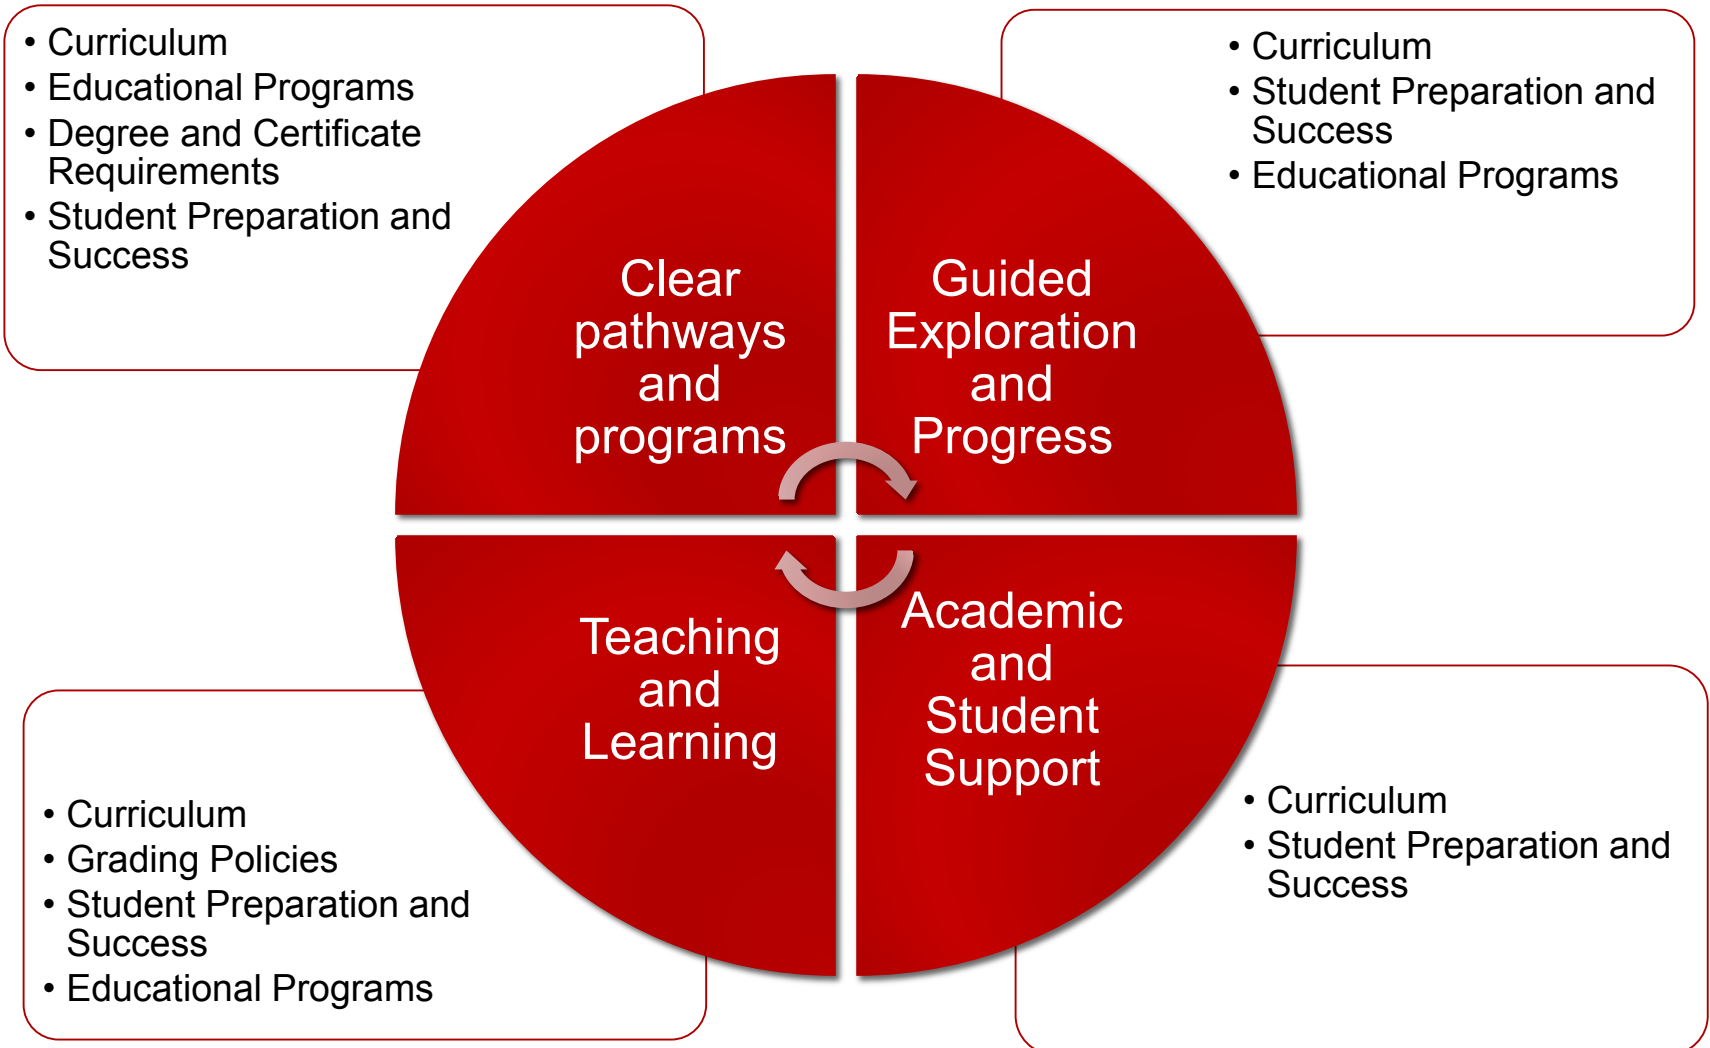 • Curriculum
• Educational Programs
• Degree and Certificate
Requirements
• Student Preparation and
Success
• Curriculum
• Student Preparation and
Success
• Educational Programs
Clear
pathways
and
programs
Guided
Exploration
and
Progress
Teaching
and
Learning
Academic
and
Student
Support
• Curriculum
• Grading Policies
• Student Preparation and
Success
• Educational Programs
• Curriculum
• Student Preparation and
Success